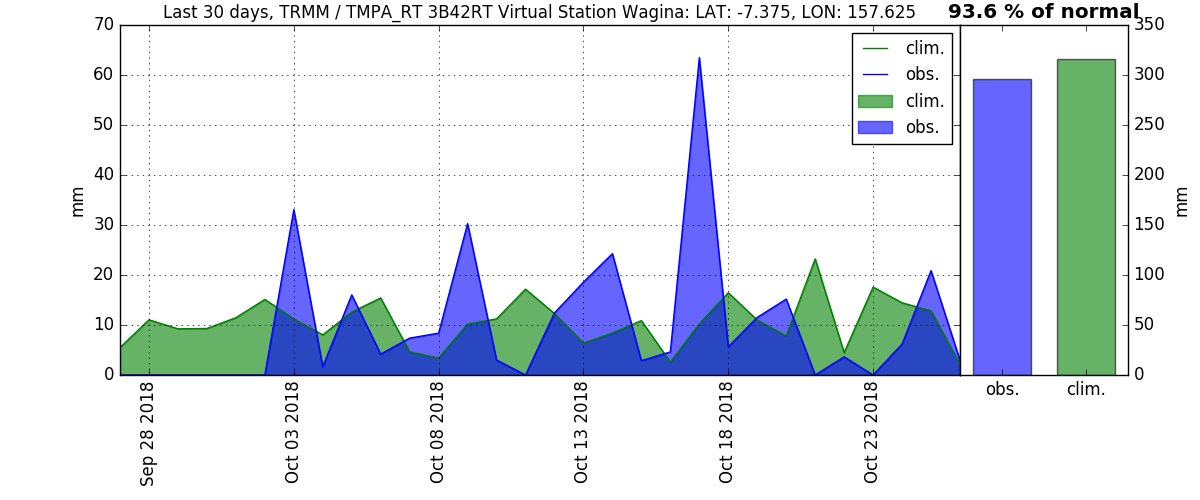 Last 30 days, TRMM / TMPA_RT 3B42RT Virtual Station Wagina: LAT: -7.375, LON: 157.625
93.6 % of normal
70
60
50
40
30
20
10
0
mm
clim.
obs.
clim.
obs.
350
300
250
200
150
100
50
0
mm
Sep 28 2018
Oct 03 2018
Oct 08 2018
Oct 13 2018
Oct 18 2018
Oct 23 2018
obs.
clim.